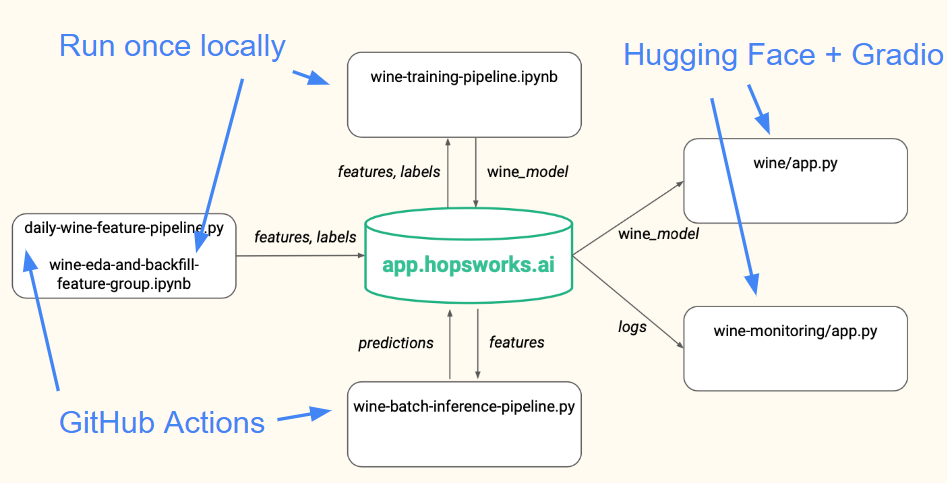 Run once locally
Hugging Face + Gradio
wine-training-pipeline.ipynb
features, labels
wine_model
wine/app.py
daily-wine-feature-pipeline.py
wine-eda-and-backfill-
feature-group.ipynb
features, labels
app.hopsworks.ai
wine_model
logs
wine-monitoring/app.py
predictions
features
GitHub Actions
wine-batch-inference-pipeline.py